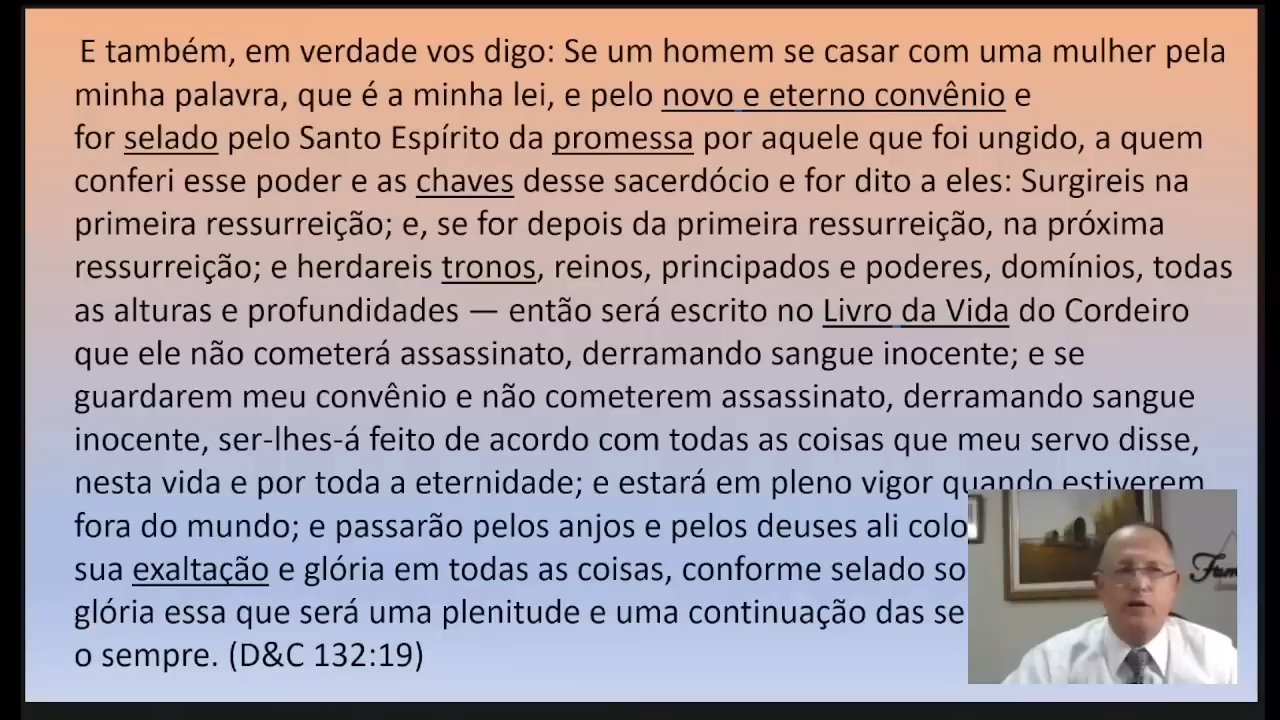 E também, em verdade vos digo: Se um homem se casar com uma mulher pela
minha palavra, que é a minha lei, e pelo novo e eterno convênio e
for selado pelo Santo Espírito da promessa por aquele que foi ungido, a quem
conferi esse poder e as chaves desse sacerdócio e for dito a eles: Surgireis na
primeira ressurreição; e, se for depois da primeira ressurreição, na próxima
ressurreição; e herdareis tronos, reinos, principados e poderes, domínios, todas
as alturas e profundidades — então será escrito no Livro da Vida do Cordeiro
que ele não cometerá assassinato, derramando sangue inocente; e se
guardarem meu convênio e não cometerem assassinato, derramando sangue
inocente, ser-lhes-á feito de acordo com todas as coisas que meu servo disse,
nesta vida e por toda a eternidade; e estará em pleno vigor quando estiverem
fora do mundo; e passarão pelos anjos e pelos deuses ali
sua exaltação e glória em todas as coisas, conforme selado
glória essa que será uma plenitude e uma continuação das
o sempre. (D&C 132:19)